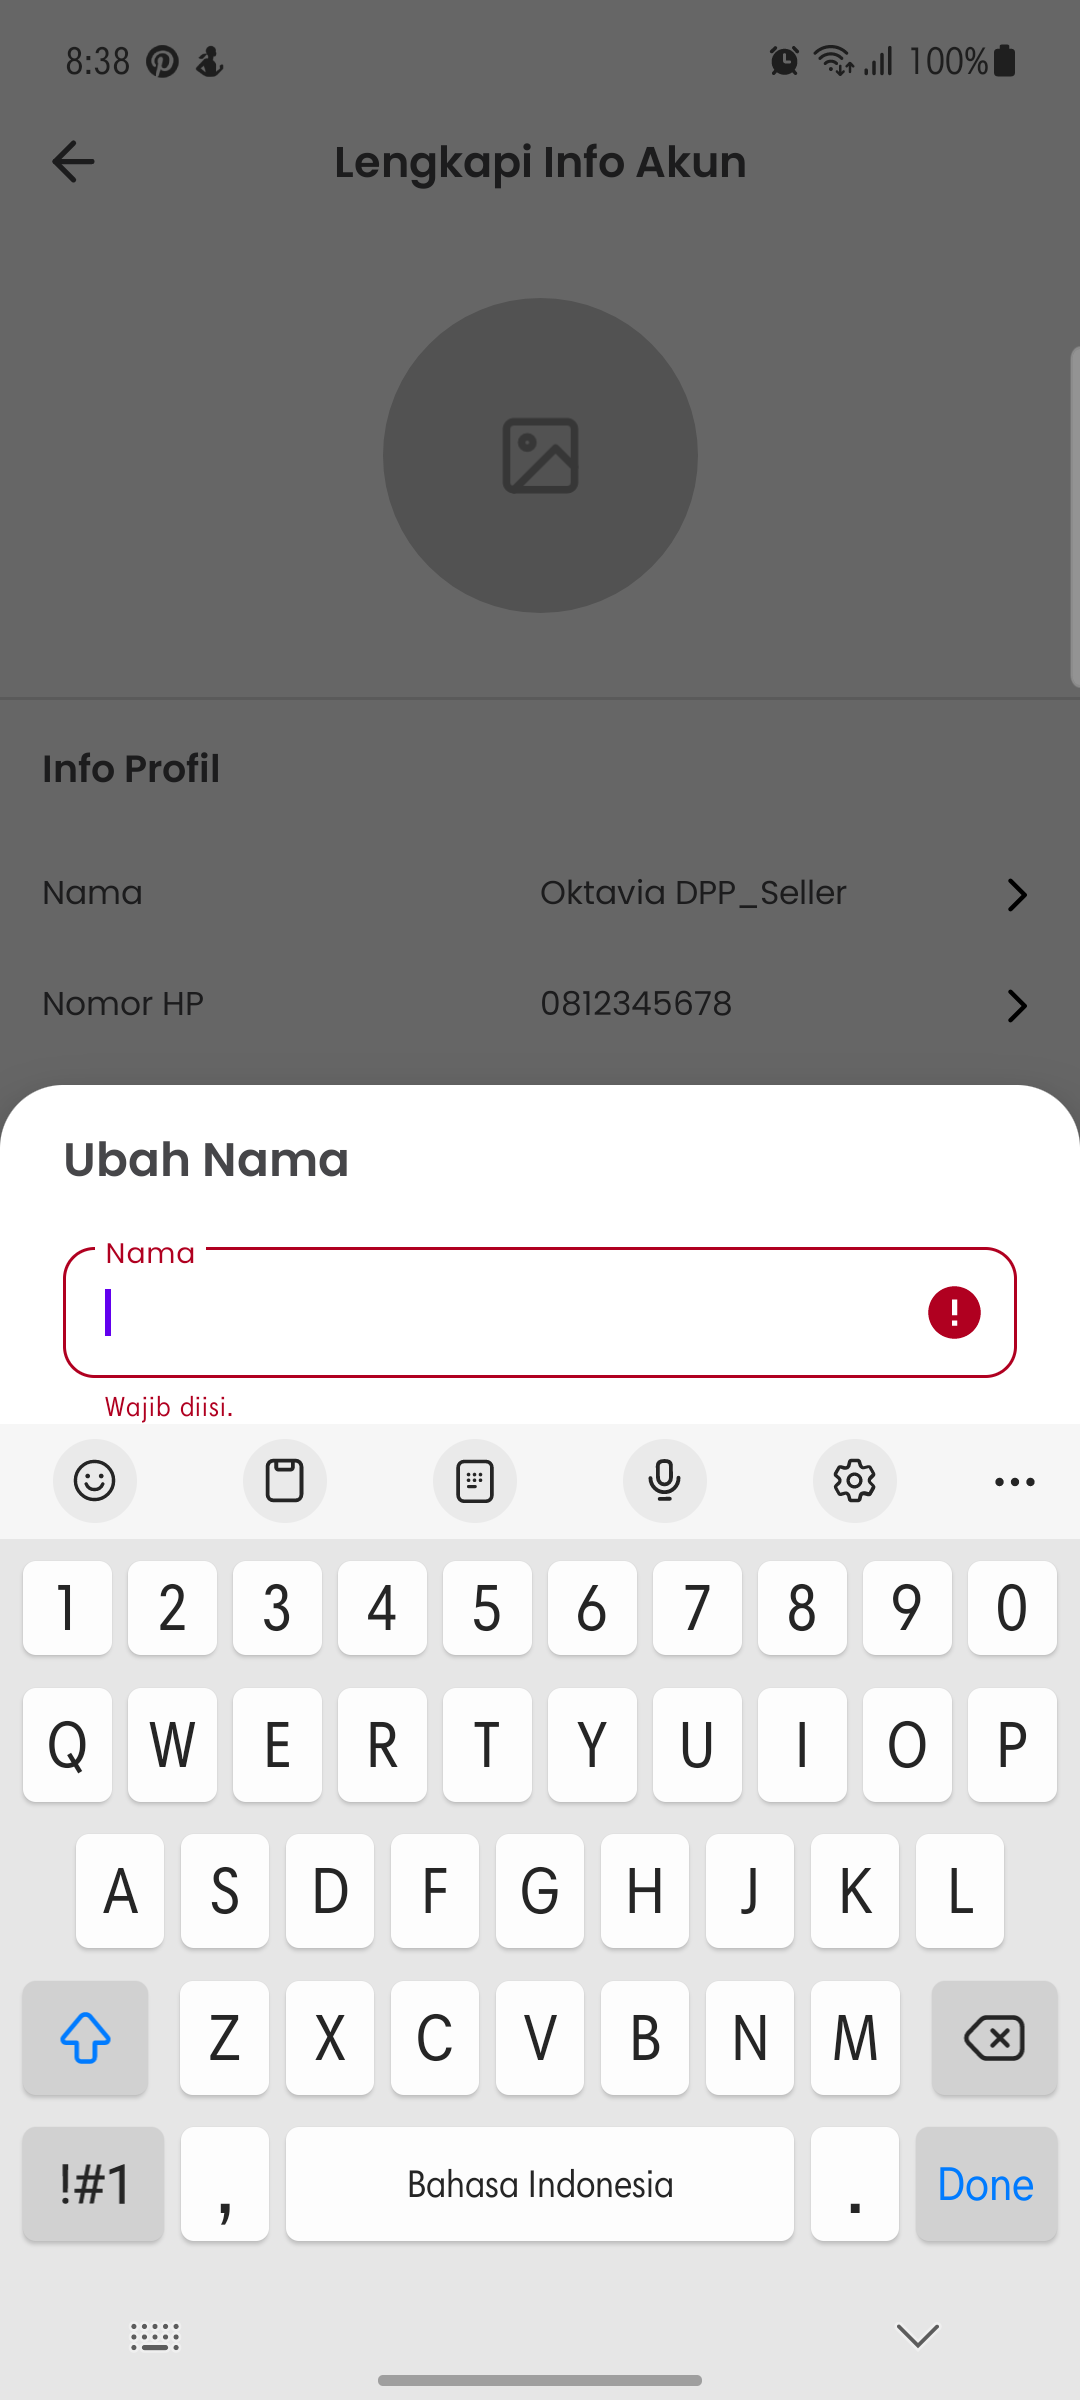 8:38
100%
Lengkapi Info Akun
Info Profil
Nama Oktavia DPP_Seller
Nomor HP 0812345678
Ubah Nama
Nama
Wajib diisi.
1 2 3 4 5 6 7 8 9 0
Q W E R T Y U I O P
A S D F G H J K L
Z X C V B N M
!#1 , Bahasa Indonesia . Done